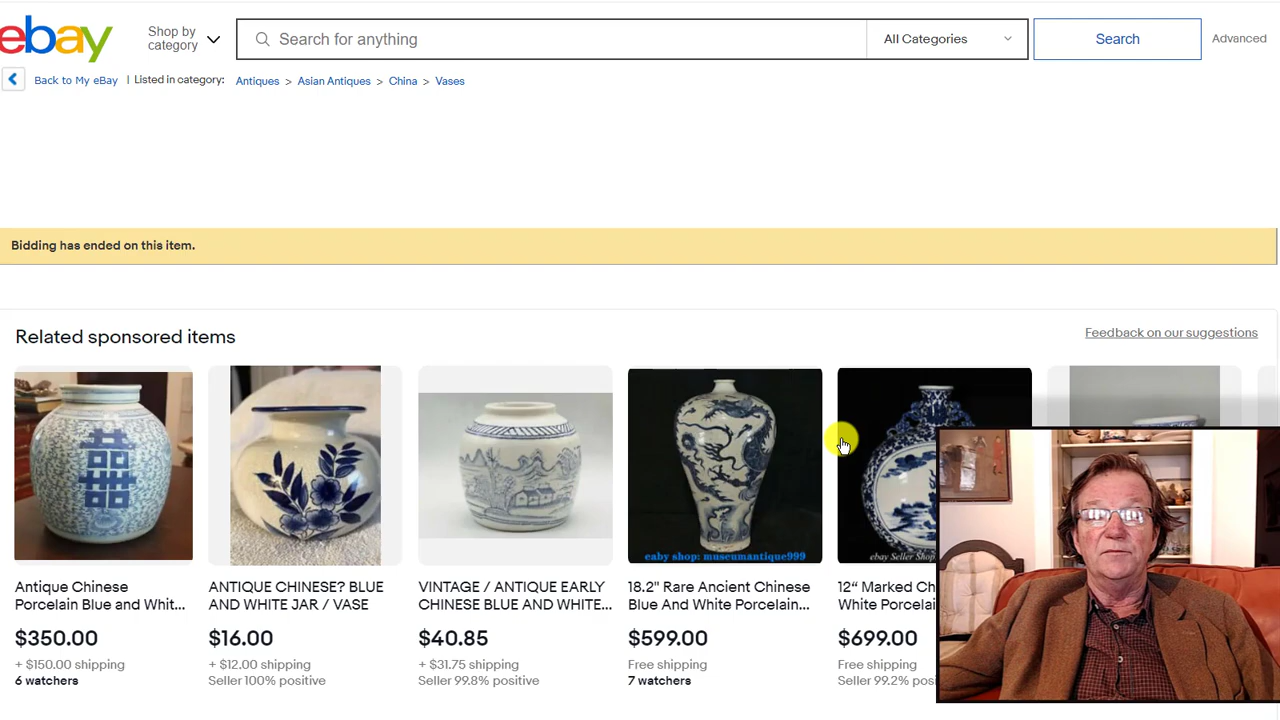 ebay
Shop by
category
Search for anything
All Categories
Search
Advanced
Back to My eBay | Listed in category: Antiques > Asian Antiques > China > Vases
Bidding has ended on this item.
Related sponsored items
Feedback on our suggestions
eaby shop: museumantique999
ebay Seller Shop
Antique Chinese
Porcelain Blue and Whit...
$350.00
+ $150.00 shipping
6 watchers
ANTIQUE CHINESE? BLUE
AND WHITE JAR / VASE
$16.00
+ $12.00 shipping
Seller 100% positive
VINTAGE / ANTIQUE EARLY
CHINESE BLUE AND WHITE...
$40.85
+ $31.75 shipping
Seller 99.8% positive
18.2" Rare Ancient Chinese
Blue And White Porcelain...
$599.00
Free shipping
7 watchers
12“ Marked Ch
White Porcelai
$699.00
Free shipping
Seller 99.2% po